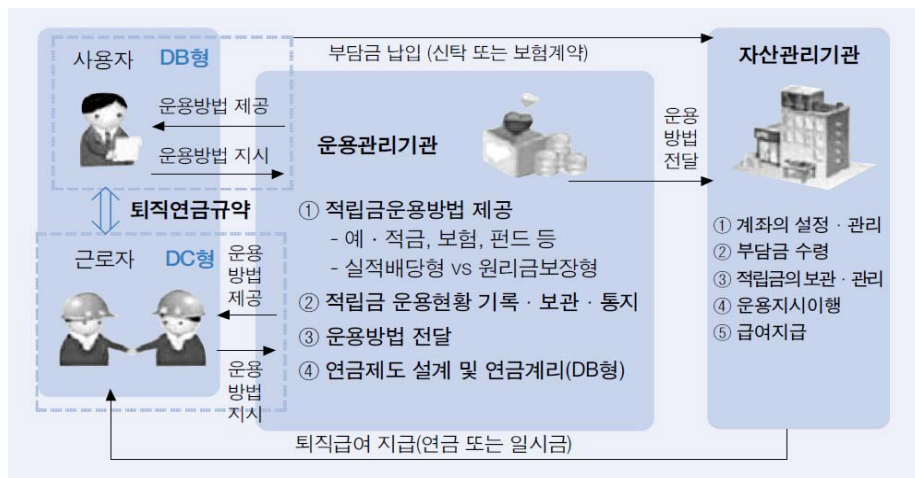 사용자 DB형
운용방법 제공
운용방법 지시
퇴직연금규약
근로자 DC형
운용
방법
제공
운용
방법
지시
부담금 납입 (신탁 또는 보험계약)
운용관리기관
① 적립금운용방법 제공
- 예 · 적금, 보험, 펀드 등
- 실적배당형 vs 원리금보장형
② 적립금 운용현황 기록 · 보관 · 통지
③ 운용방법 전달
④ 연금제도 설계 및 연금계리(DB형)
운용
방법
전달
자산관리기관
① 계좌의 설정 · 관리
② 부담금 수령
③ 적립금의 보관 · 관리
④ 운용지시이행
⑤ 급여지급
퇴직급여 지급(연금 또는 일시금)